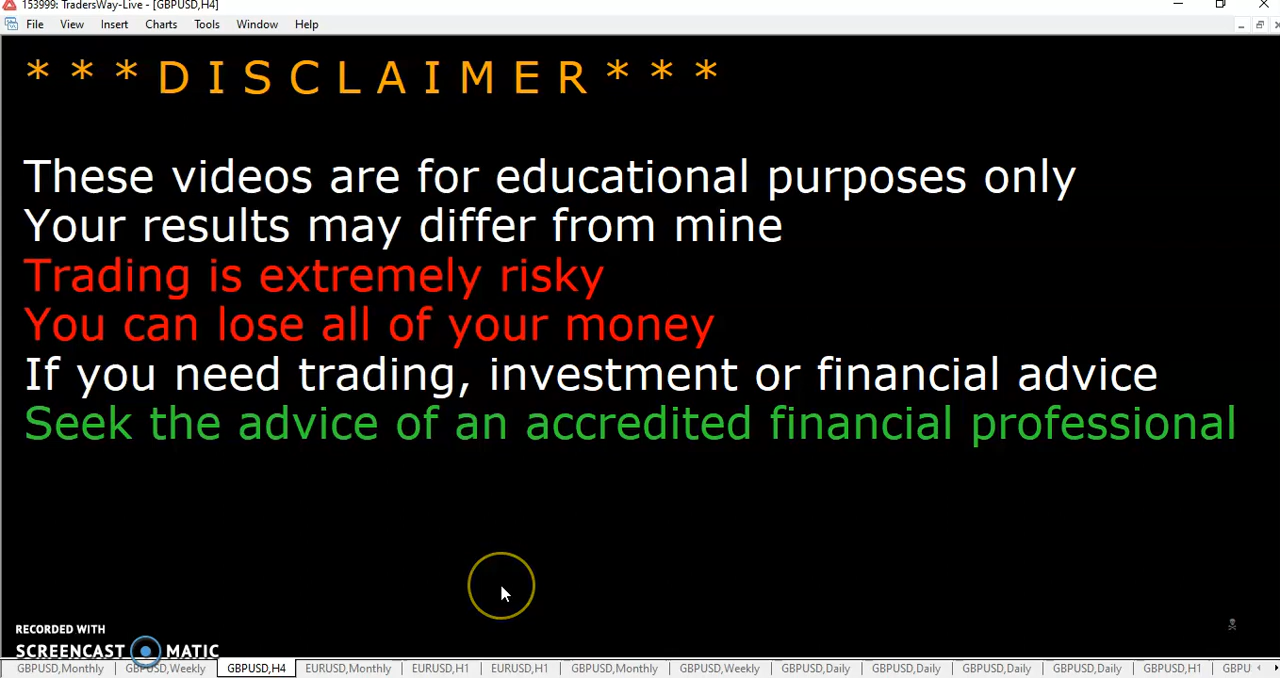 153999: TradersWay-Live - [GBPUSD,H4]
File View Insert Charts Tools Window Help
* * * D I S C L A I M E R * * *
These videos are for educational purposes only
Your results may differ from mine
Trading is extremely risky
You can lose all of your money
If you need trading, investment or financial advice
Seek the advice of an accredited financial professional
RECORDED WITH
SCREENCAST MATIC
GBPUSD,Monthly GBPUSD,Weekly GBPUSD,H4 EURUSD,Monthly EURUSD,H1 EURUSD,H1 GBPUSD,Monthly GBPUSD,Weekly GBPUSD,Daily GBPUSD,Daily GBPUSD,Daily GBPUSD,Daily GBPUSD,H1 GBPU